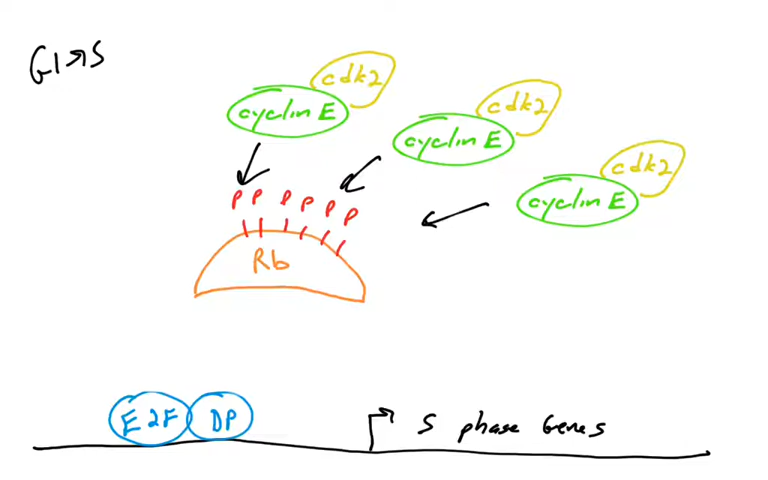 G1→S
cdk2
cyclin E
cdk2
cyclin E
cdk2
cyclin E
P P P P P P
Rb
E2F DP
S phase Genes